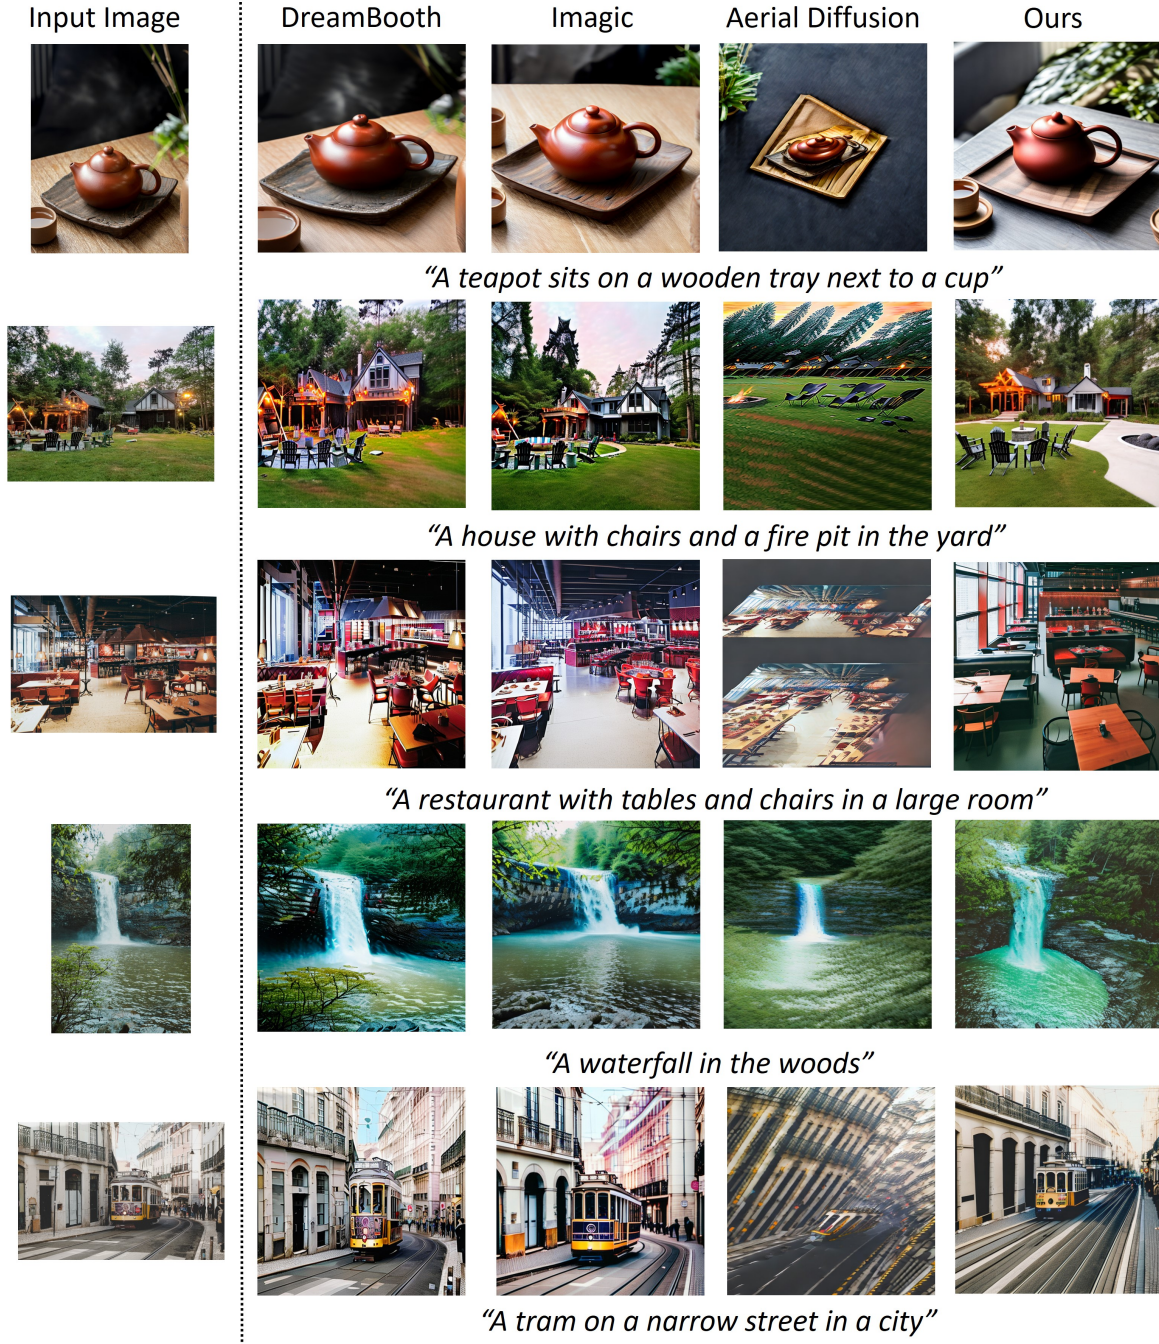 Input Image
DreamBooth
Imagic
Aerial Diffusion
Ours
“A teapot sits on a wooden tray next to a cup”
“A house with chairs and a fire pit in the yard”
“A restaurant with tables and chairs in a large room”
“A waterfall in the woods”
“A tram on a narrow street in a city”